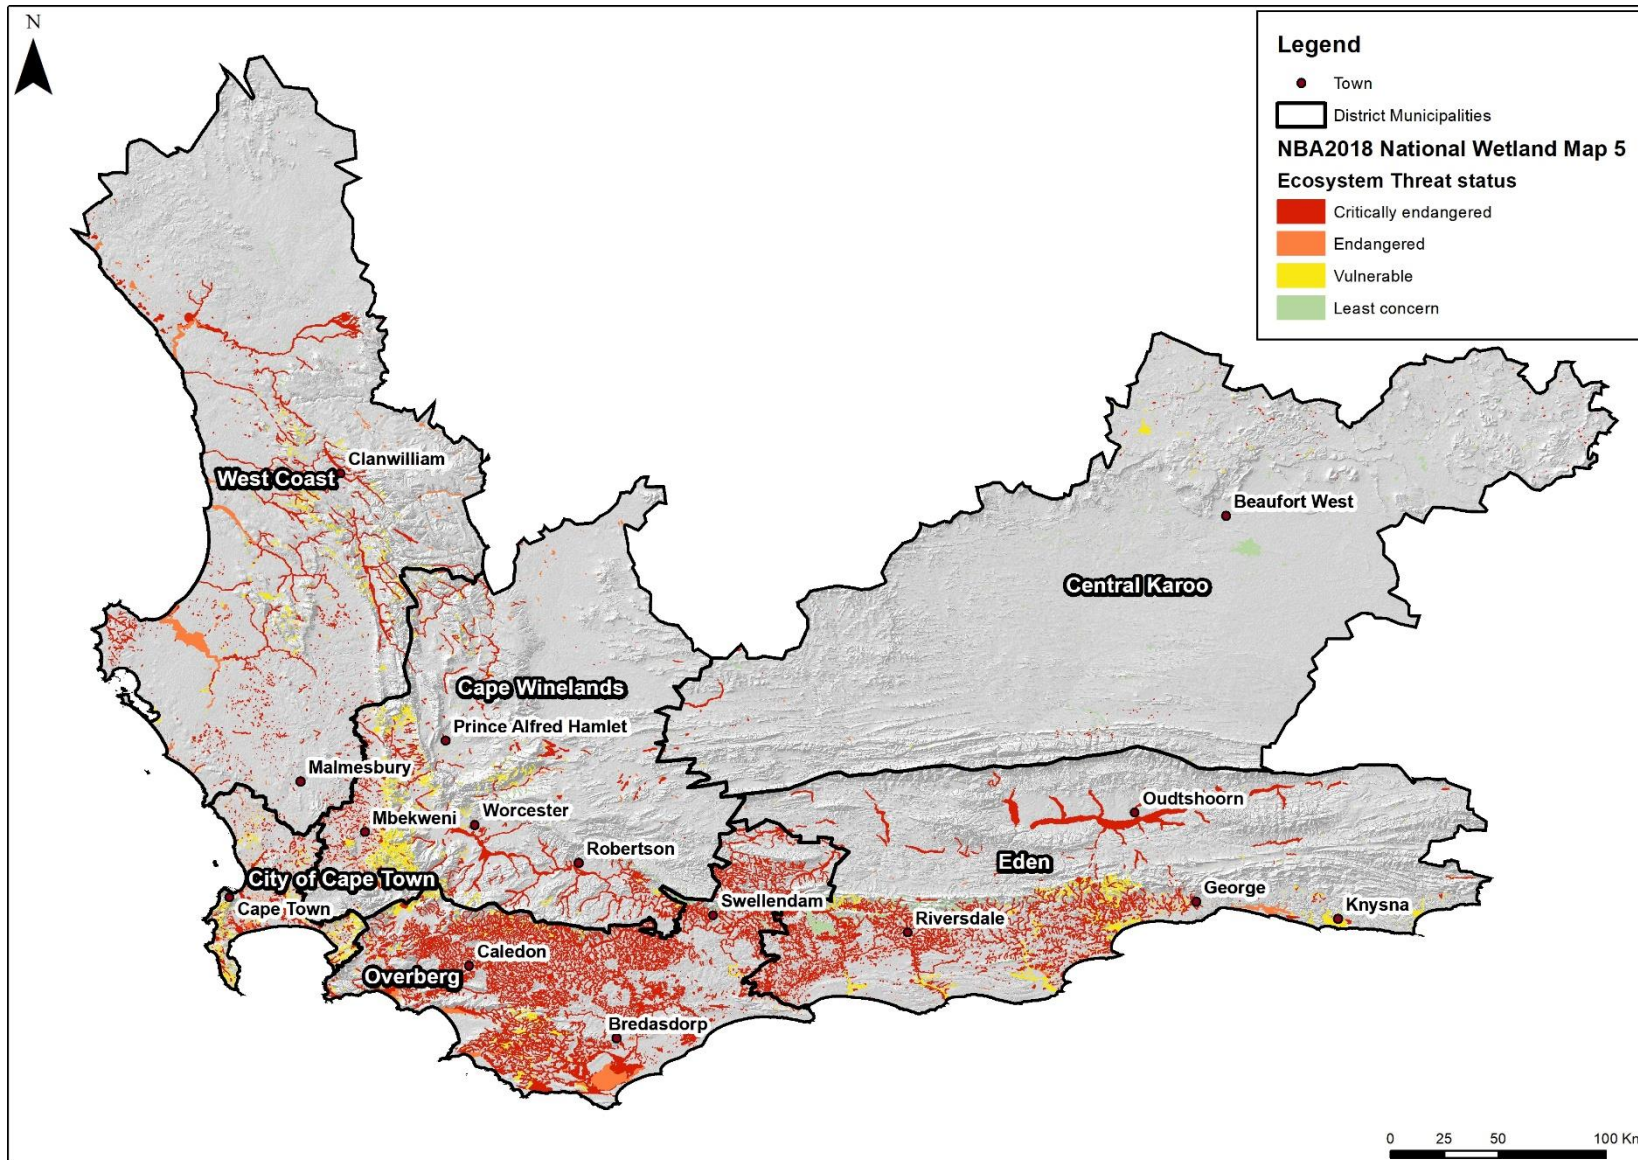 N
Legend
Town
District Municipalities
NBA2018 National Wetland Map 5
Ecosystem Threat status
Critically endangered
Endangered
Vulnerable
Least concern
Clanwilliam
West Coast
Beaufort West
Central Karoo
Cape Winelands
Prince Alfred Hamlet
Malmesbury
Worcester
Mbekweni
Oudtshoorn
Robertson
Eden
City of Cape Town
George
Cape Town
Swellendam
Knysna
Riversdale
Caledon
Overberg
Bredasdorp
0 25 50 100 Km